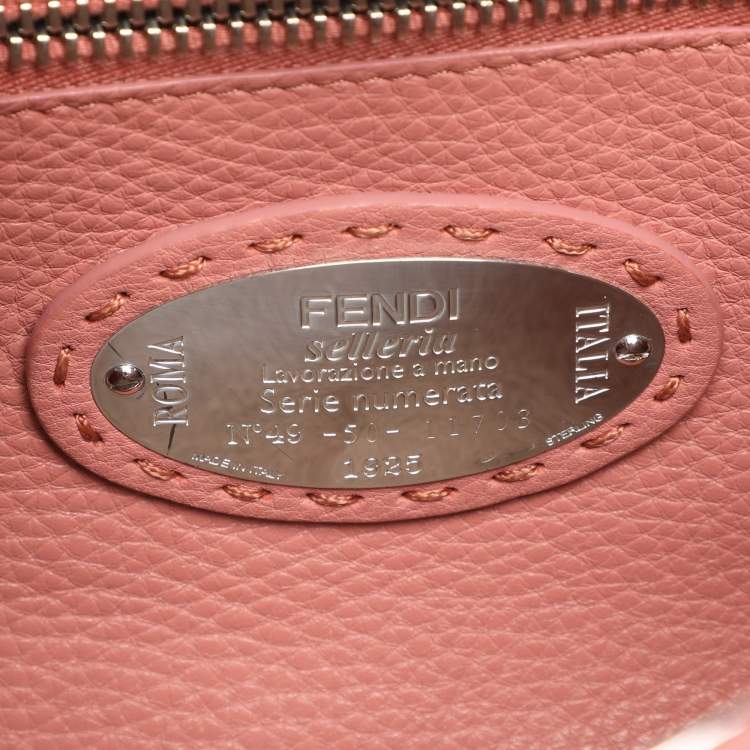 FENDI
selleria
Lavorazione a mano
Serie numerata
N° 49 -50- 11703
1925
ROMA
ITALIA
MADE IN ITALY
STERLING